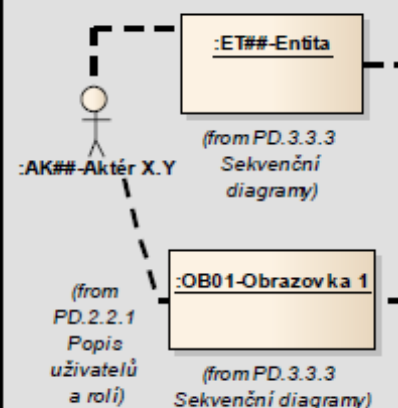 :ET##-Entita
(from PD.3.3.3
Sekvenční
diagramy)
:AK##-Aktér X.Y
(from
PD.2.2.1
Popis
uživatelů
a rolí)
:OB01-Obrazovka 1
(from PD.3.3.3
Sekvenční diagramy)